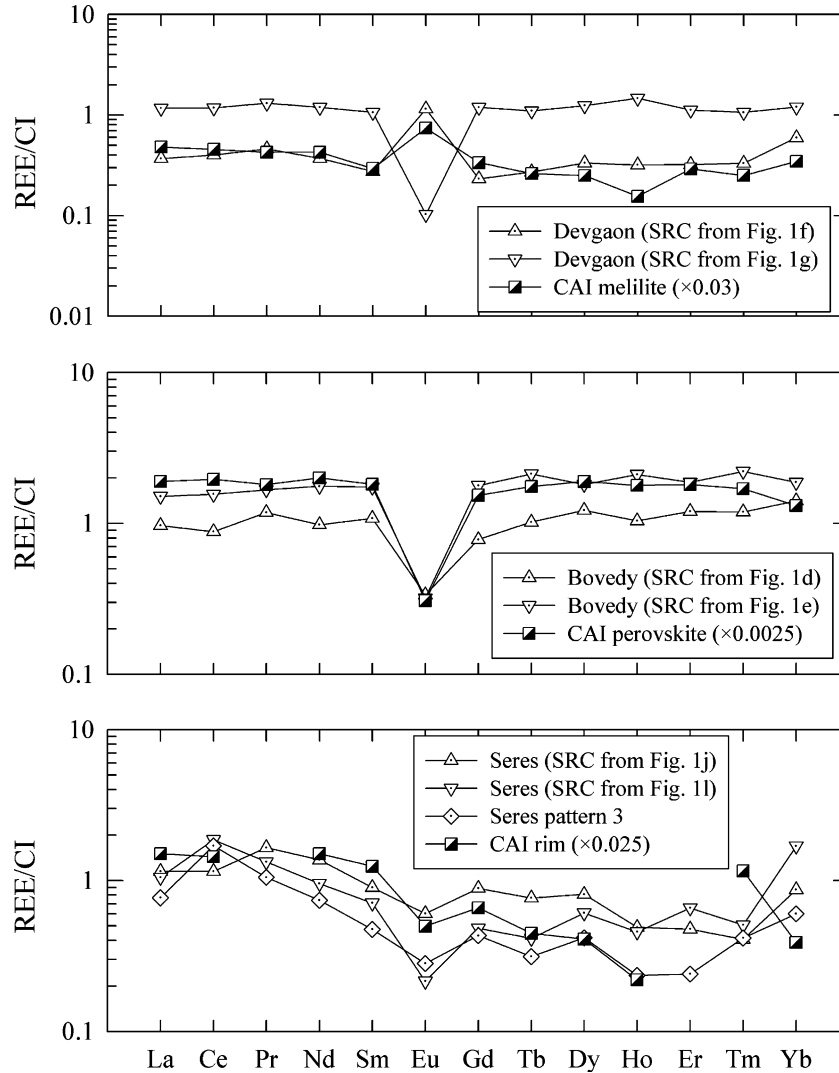 10
1
0.1
0.01
REE/CI
Devgaon (SRC from Fig. 1f)
Devgaon (SRC from Fig. 1g)
CAI melilite (×0.03)
10
1
0.1
REE/CI
Bovedy (SRC from Fig. 1d)
Bovedy (SRC from Fig. 1e)
CAI perovskite (×0.0025)
10
1
0.1
REE/CI
Seres (SRC from Fig. 1j)
Seres (SRC from Fig. 1l)
Seres pattern 3
CAI rim (×0.025)
La Ce Pr Nd Sm Eu Gd Tb Dy Ho Er Tm Yb